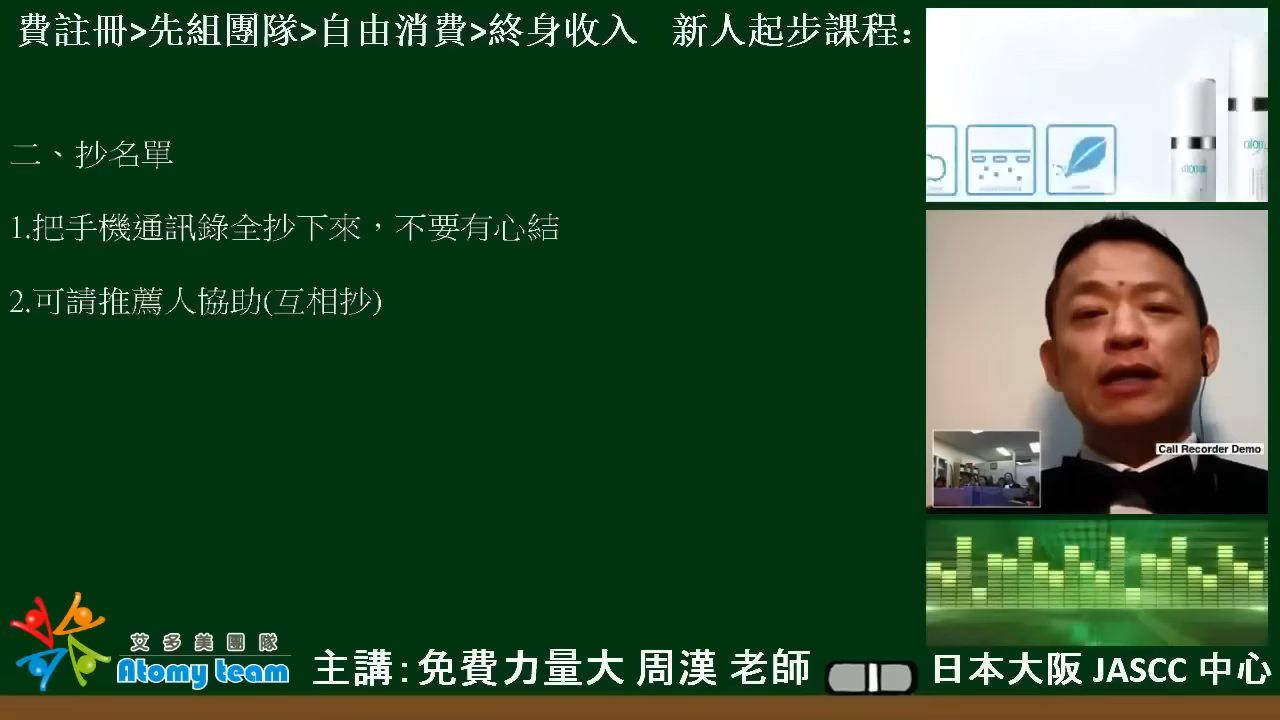 費註冊>先組團隊>自由消費>終身收入 新人起步課程：
二、抄名單
1.把手機通訊錄全抄下來，不要有心結
2.可請推薦人協助(互相抄)
Call Recorder Demo
艾多美團隊
Atomy team
主講：免費力量大 周漢 老師
日本大阪 JASCC 中心